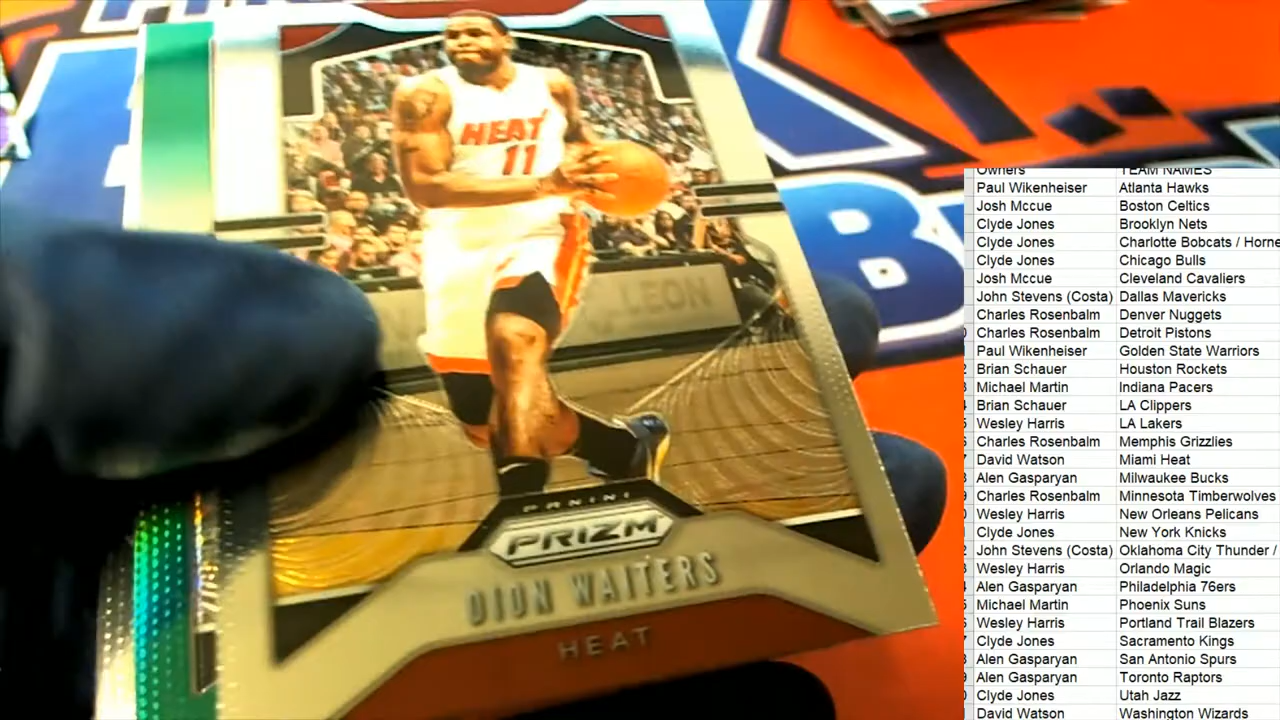 HEAT
11
LEON
PANINI
PRIZM
DION WAITERS
HEAT
Owners TEAM NAMES
Paul Wikenheiser Atlanta Hawks
Josh Mccue Boston Celtics
Clyde Jones Brooklyn Nets
Clyde Jones Charlotte Bobcats / Horne
Clyde Jones Chicago Bulls
Josh Mccue Cleveland Cavaliers
John Stevens (Costa) Dallas Mavericks
Charles Rosenbalm Denver Nuggets
Charles Rosenbalm Detroit Pistons
Paul Wikenheiser Golden State Warriors
Brian Schauer Houston Rockets
Michael Martin Indiana Pacers
Brian Schauer LA Clippers
Wesley Harris LA Lakers
Charles Rosenbalm Memphis Grizzlies
David Watson Miami Heat
Alen Gasparyan Milwaukee Bucks
Charles Rosenbalm Minnesota Timberwolves
Wesley Harris New Orleans Pelicans
Clyde Jones New York Knicks
John Stevens (Costa) Oklahoma City Thunder /
Wesley Harris Orlando Magic
Alen Gasparyan Philadelphia 76ers
Michael Martin Phoenix Suns
Wesley Harris Portland Trail Blazers
Clyde Jones Sacramento Kings
Alen Gasparyan San Antonio Spurs
Alen Gasparyan Toronto Raptors
Clyde Jones Utah Jazz
David Watson Washington Wizards